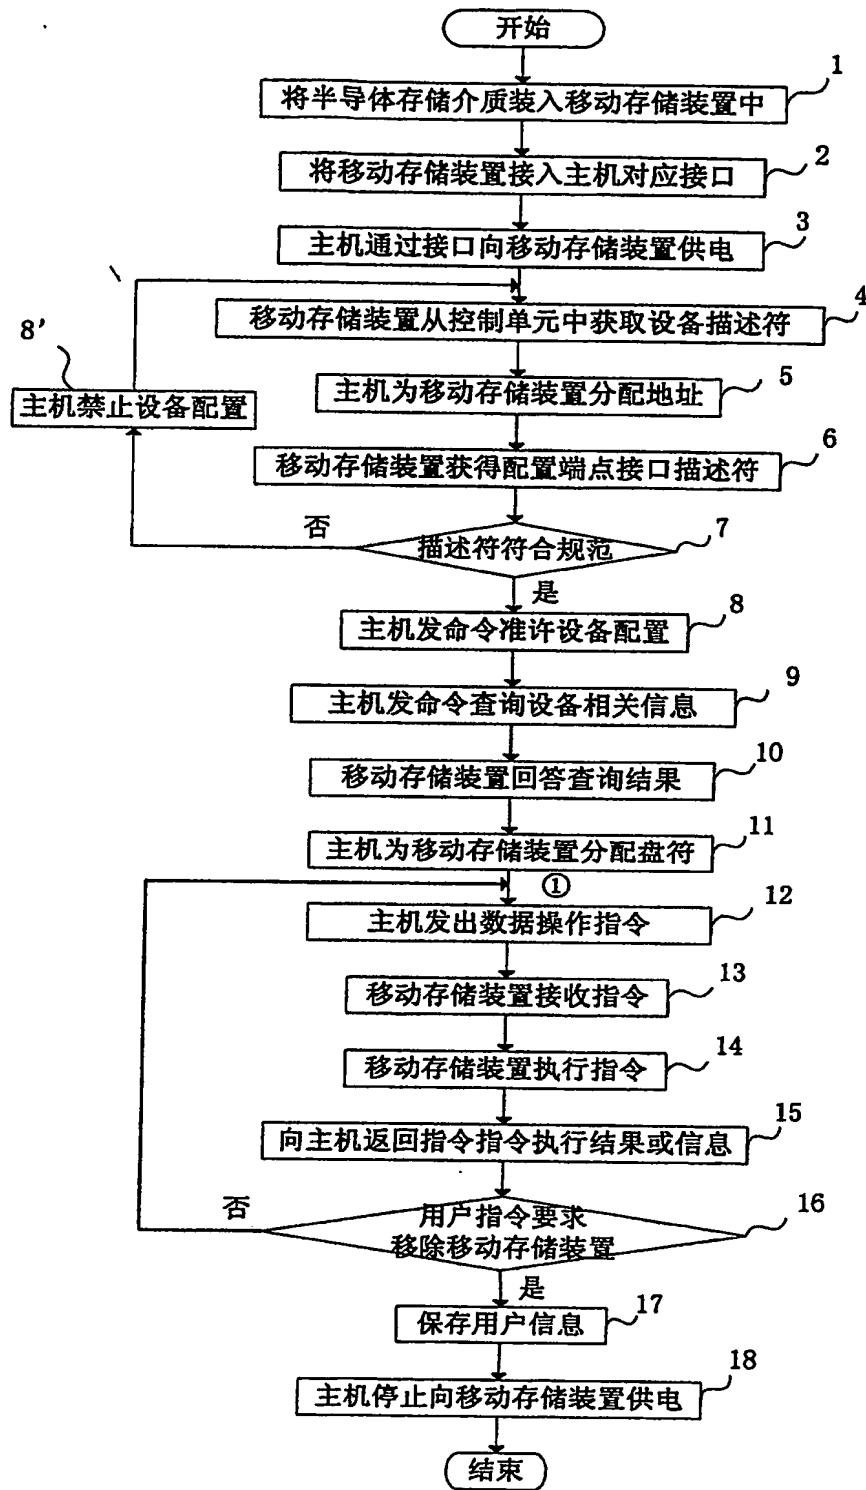 开始
将半导体存储介质装入移动存储装置中
1
将移动存储装置接入主机对应接口
2
主机通过接口向移动存储装置供电
3
移动存储装置从控制单元中获取设备描述符
4
8'
主机禁止设备配置
主机为移动存储装置分配地址
5
移动存储装置获得配置端点接口描述符
6
否
描述符符合规范
7
是
主机发命令准许设备配置
8
主机发命令查询设备相关信息
9
移动存储装置回答查询结果
10
主机为移动存储装置分配盘符
11
①
主机发出数据操作指令
12
移动存储装置接收指令
13
移动存储装置执行指令
14
向主机返回指令指令执行结果或信息
15
否
用户指令要求
移除移动存储装置
16
是
保存用户信息
17
主机停止向移动存储装置供电
18
结束